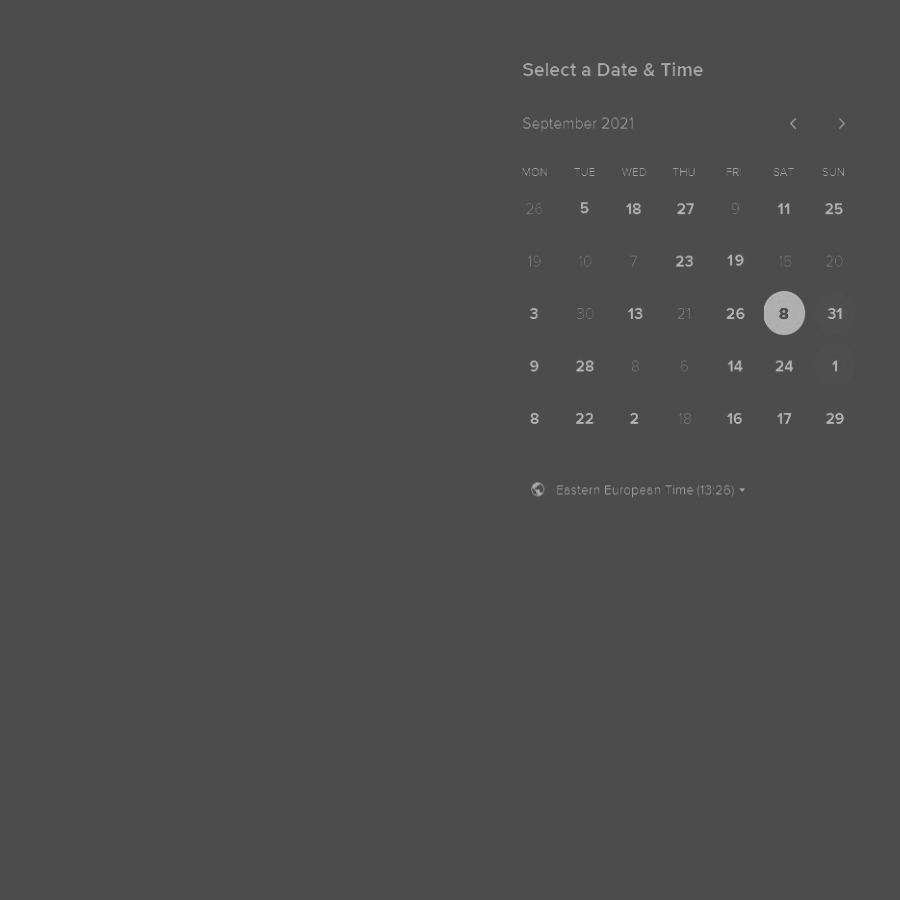 Select a Date & Time
September 2021
MON TUE WED THU FRI SAT SUN
26 5 18 27 9 11 25
19 10 7 23 19 15 20
3 30 13 21 26 8 31
9 28 8 6 14 24 1
8 22 2 18 16 17 29
Eastern European Time (13:26)